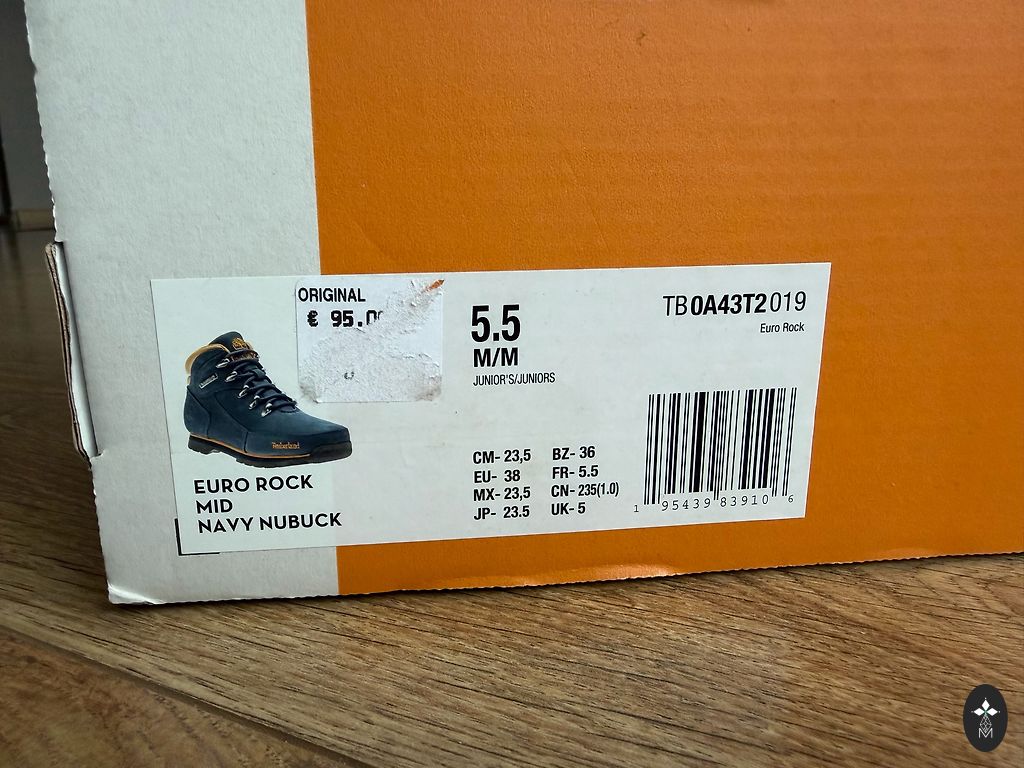 ORIGINAL
€ 95.0
5.5
M/M
JUNIOR'S/JUNIORS
TB0A43T2019
Euro Rock
Timberland
EURO ROCK
MID
NAVY NUBUCK
CM- 23,5 BZ- 36
EU- 38 FR- 5.5
MX- 23,5 CN- 235(1.0)
JP- 23.5 UK- 5
1 95439 83910 6
M